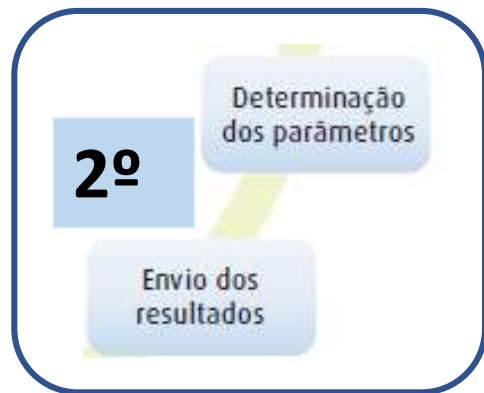 Determinação
dos parâmetros
2º
Envio dos
resultados